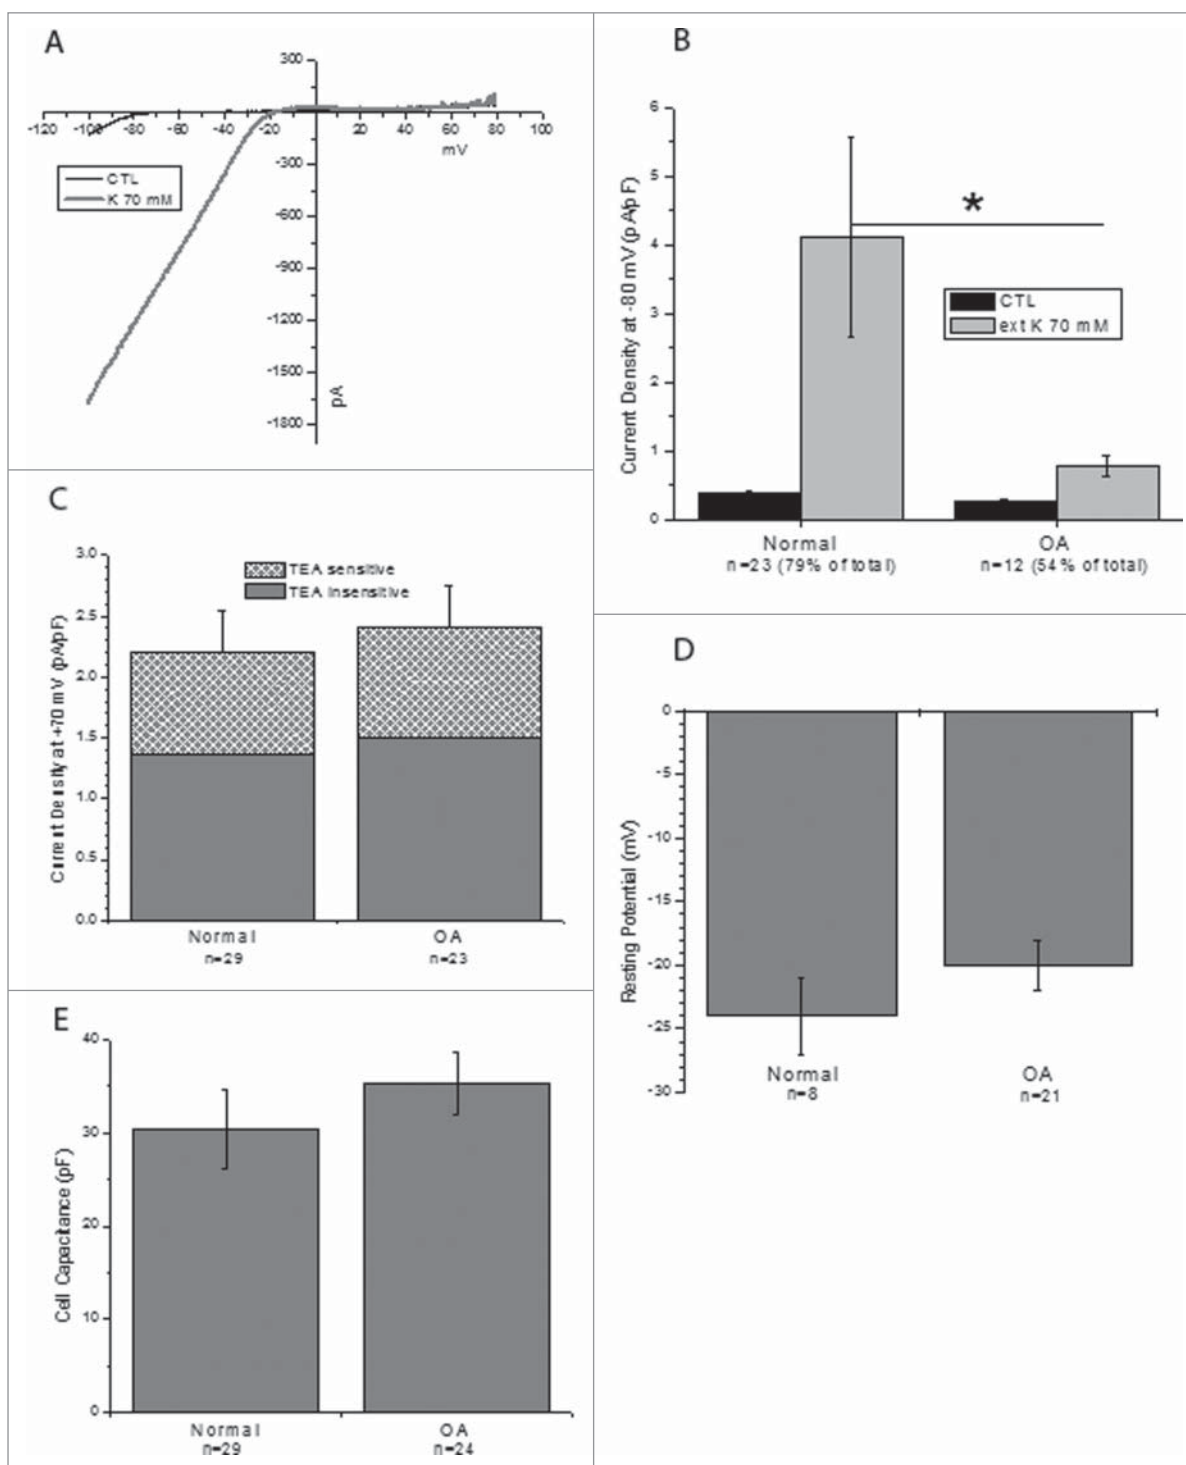 A
300
-120 -100 -80 -60 -40 -20 20 40 60 80 100
mV
CTL
K 70 mM
-300
-600
-900
-1200
-1500
-1800
pA
B
6
5
4
3
2
1
0
Current Density at -80 mV (pA/pF)
*
CTL
ext K 70 mM
Normal OA
n=23 (79% of total) n=12 (54% of total)
C
3.0
2.5
2.0
1.5
1.0
0.5
0.0
Current Density at +70 mV (pA/pF)
TEA sensitive
TEA insensitive
Normal OA
n=29 n=23
D
0
-5
-10
-15
-20
-25
-30
Resting Potential (mV)
Normal OA
n=8 n=21
E
40
30
20
10
0
Cell Capacitance (pF)
Normal OA
n=29 n=24